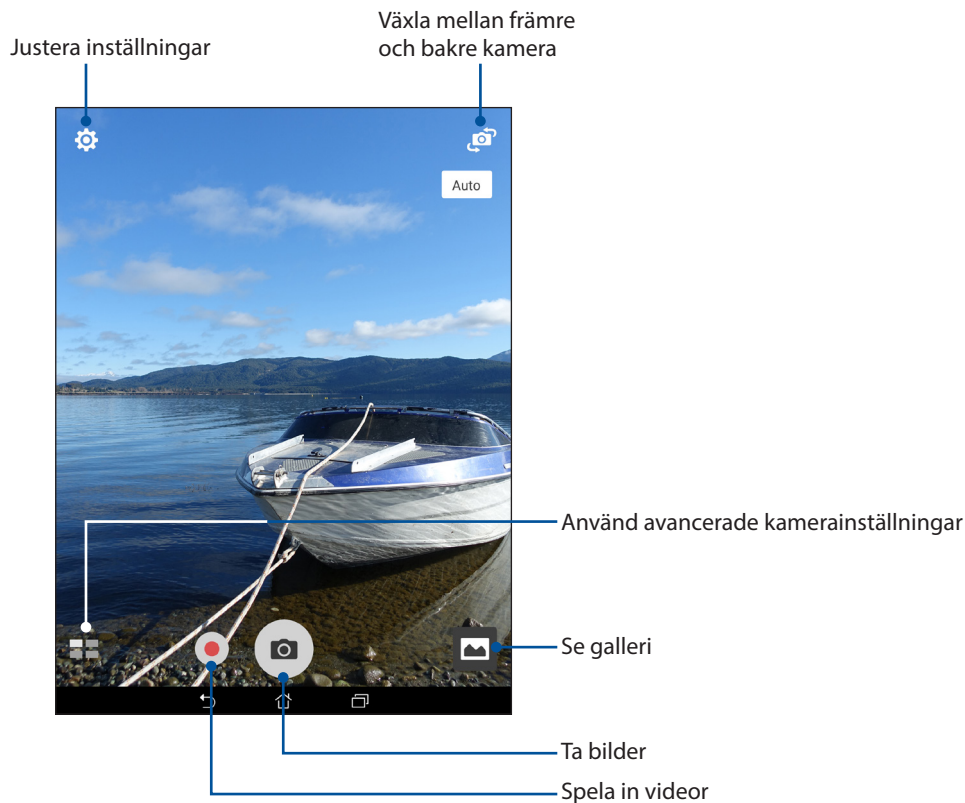 Växla mellan främre
och bakre kamera
Justera inställningar
Auto
Använd avancerade kamerainställningar
Se galleri
Ta bilder
Spela in videor